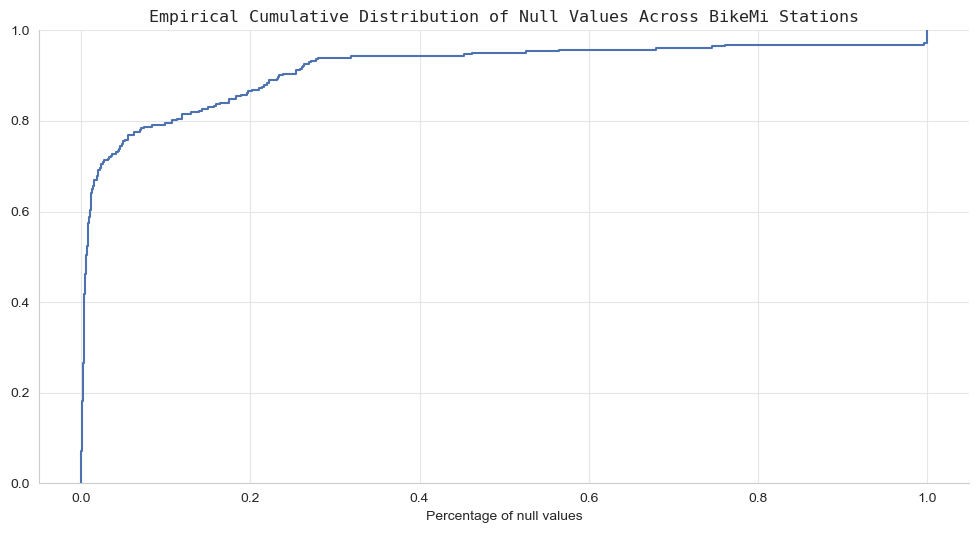 Empirical Cumulative Distribution of Null Values Across BikeMi Stations
1.0
0.8
0.6
0.4
0.2
0.0
0.0 0.2 0.4 0.6 0.8 1.0
Percentage of null values